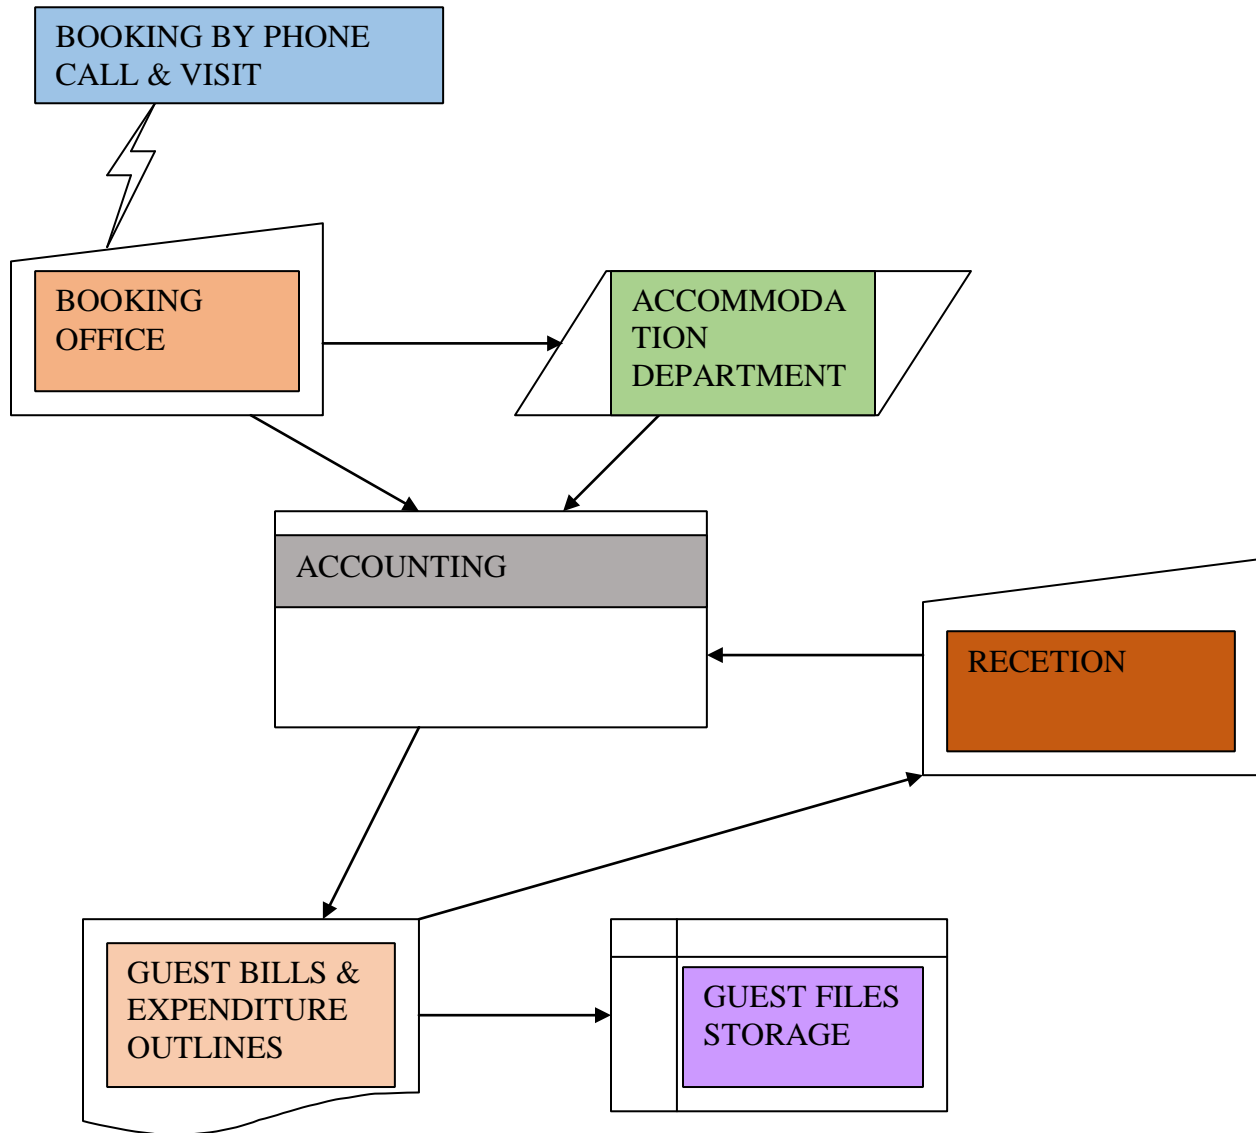 BOOKING BY PHONE
CALL & VISIT
BOOKING
OFFICE
ACCOMMODA
TION
DEPARTMENT
ACCOUNTING
RECETION
GUEST BILLS &
EXPENDITURE
OUTLINES
GUEST FILES
STORAGE